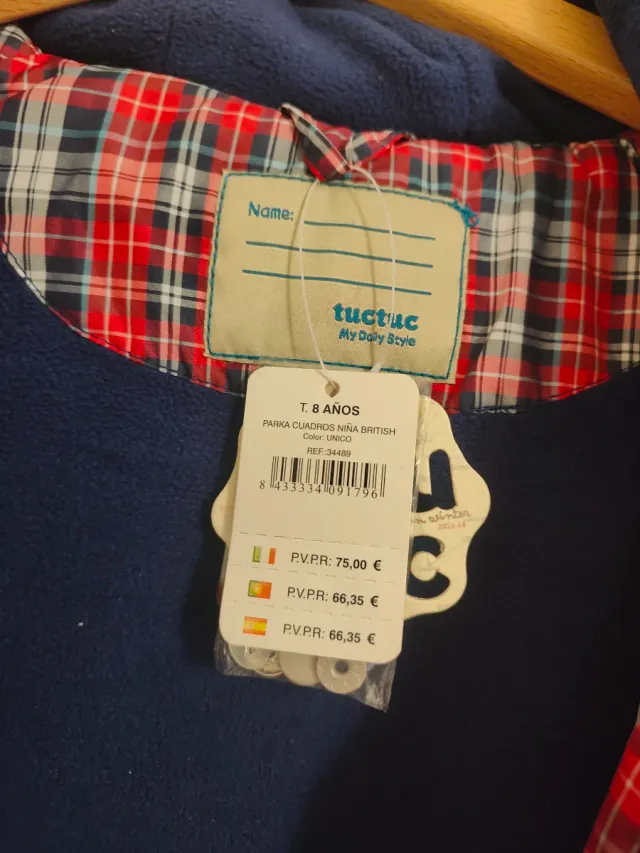 Name:
tuctuc
My Daily Style
T. 8 AÑOS
PARKA CUADROS NIÑA BRITISH
Color: UNICO
REF.:34489
8 433334 091796
P.V.P.R: 75,00 €
P.V.P.R: 66,35 €
P.V.P.R: 66,35 €
winter